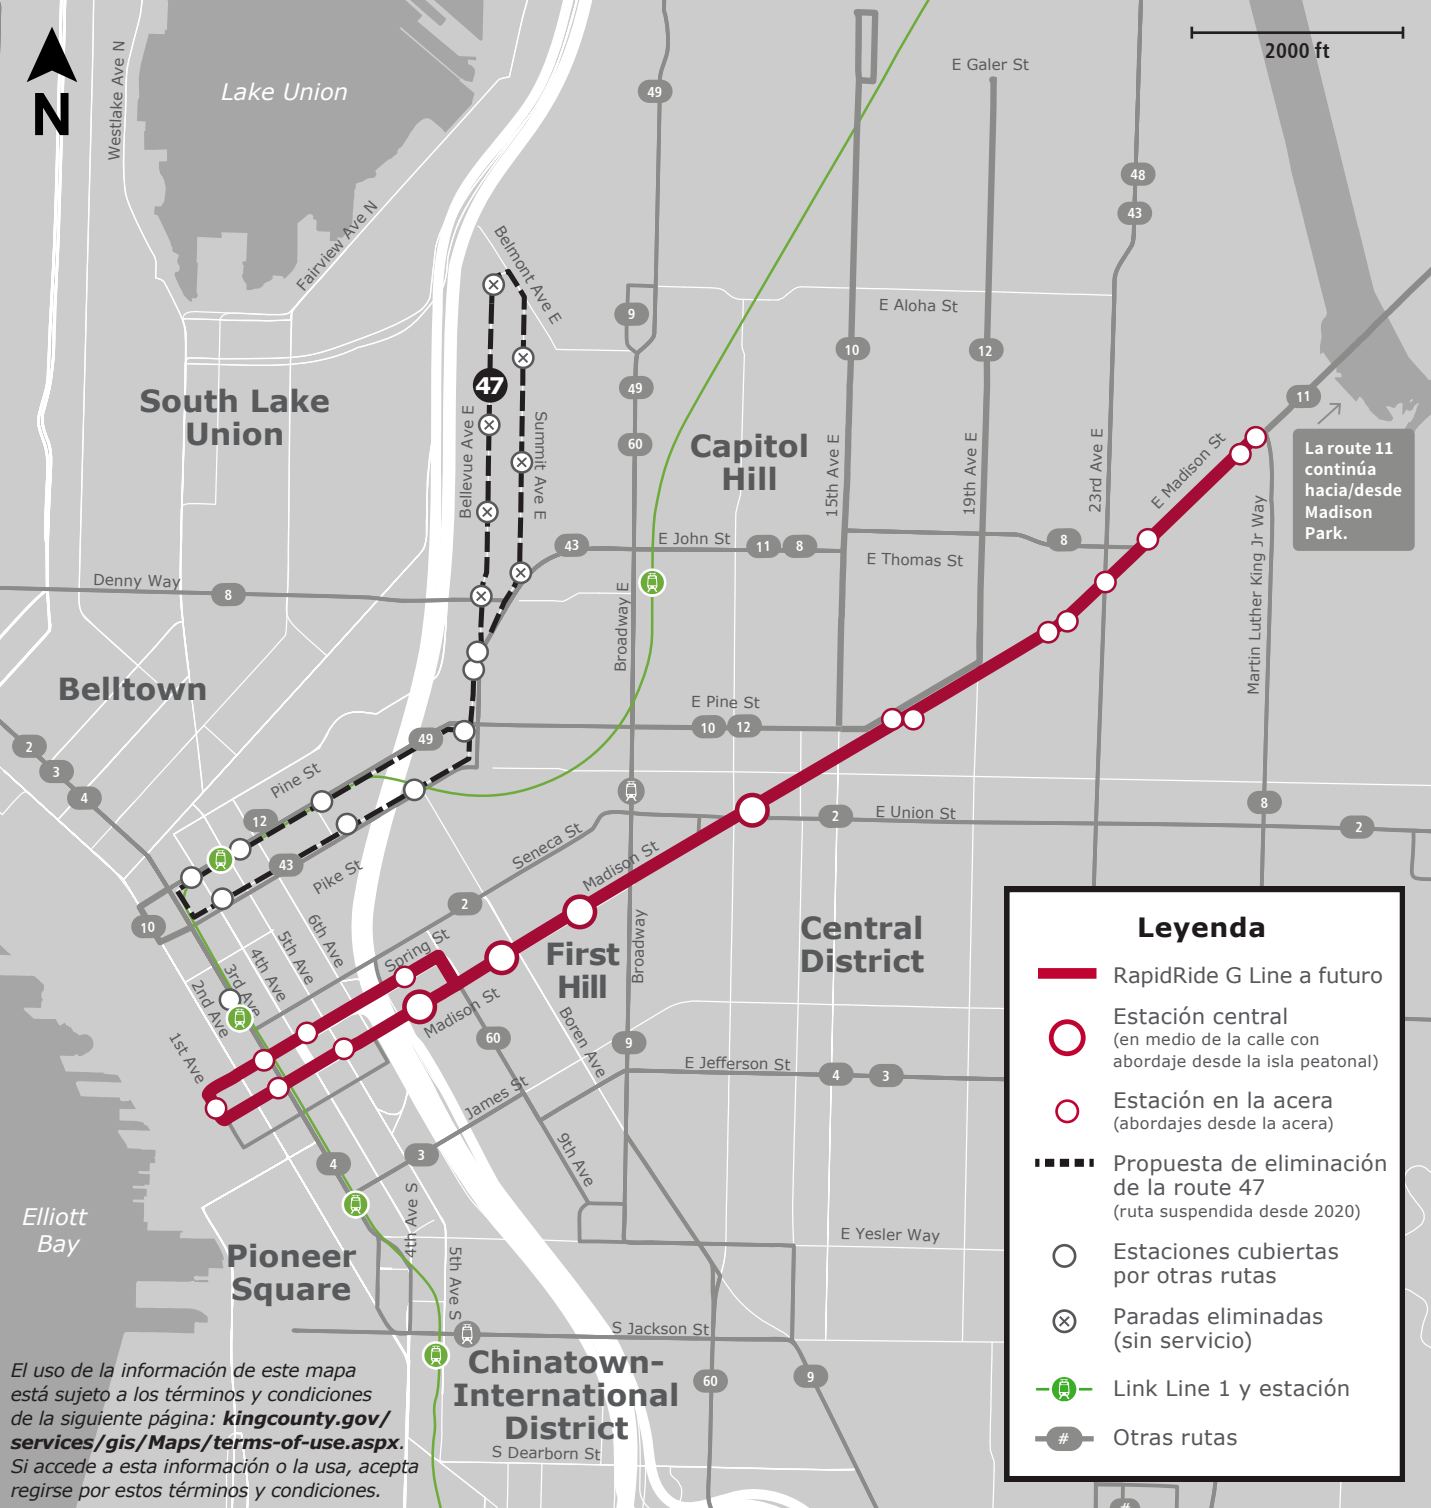 N
2000 ft
Lake Union
Westlake Ave N
Fairview Ave N
E Galer St
49
48
43
Belmont Ave E
9
E Aloha St
10
12
49
11
47
South Lake
Union
Bellevue Ave E
Summit Ave E
60
Capitol
Hill
15th Ave E
19th Ave E
23rd Ave E
E Madison St
La route 11
continúa
hacia/desde
Madison
Park.
Martin Luther King Jr Way
43
E John St
11
8
E Thomas St
8
Denny Way
8
Broadway E
Belltown
E Pine St
10
12
49
2
3
4
Pine St
12
43
Pike St
8
2
E Union St
2
Seneca St
Madison St
2
10
6th Ave
5th Ave
4th Ave
3rd Ave
2nd Ave
1st Ave
Spring St
Madison St
First
Hill
Broadway
Central
District
60
Boren Ave
9
E Jefferson St
4
3
James St
3
4
9th Ave
4th Ave S
5th Ave S
E Yesler Way
Elliott
Bay
Pioneer
Square
S Jackson St
Chinatown-
International
District
60
9
S Dearborn St
El uso de la información de este mapa
está sujeto a los términos y condiciones
de la siguiente página: kingcounty.gov/
services/gis/Maps/terms-of-use.aspx.
Si accede a esta información o la usa, acepta
regirse por estos términos y condiciones.
Leyenda
RapidRide G Line a futuro
Estación central
(en medio de la calle con
abordaje desde la isla peatonal)
Estación en la acera
(abordajes desde la acera)
Propuesta de eliminación
de la route 47
(ruta suspendida desde 2020)
Estaciones cubiertas
por otras rutas
Paradas eliminadas
(sin servicio)
Link Line 1 y estación
#
Otras rutas
#